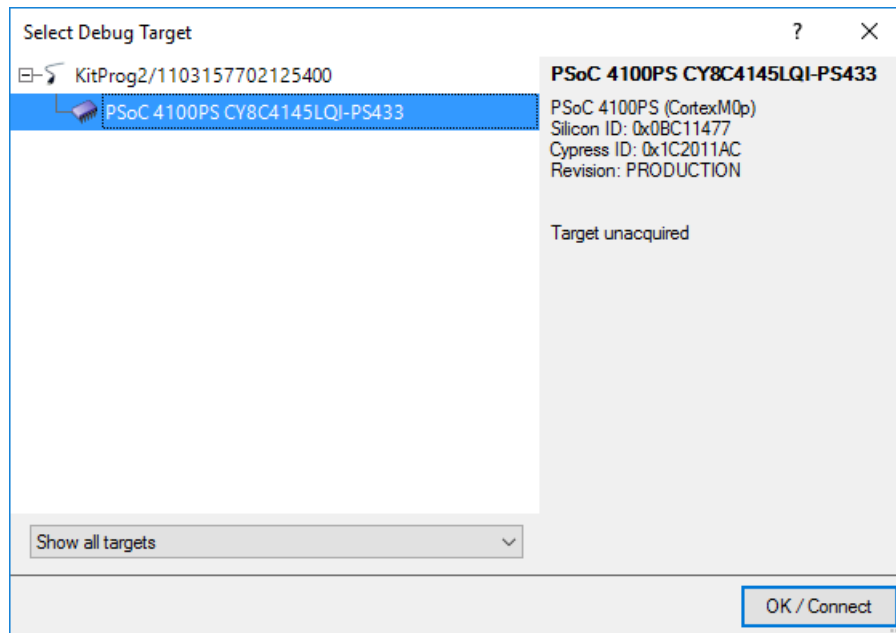 Select Debug Target
KitProg2/1103157702125400
PSoC 4100PS CY8C4145LQI-PS433
Show all targets
PSoC 4100PS CY8C4145LQI-PS433
PSoC 4100PS (CortexM0p)
Silicon ID: 0x0BC11477
Cypress ID: 0x1C2011AC
Revision: PRODUCTION
Target unacquired
OK / Connect